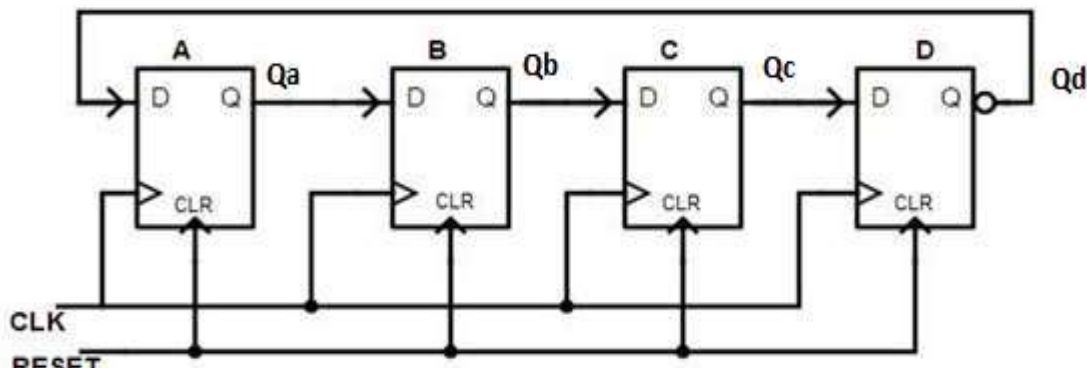 A B C D
Qa Qb Qc Qd
D Q D Q D Q D Q
CLR CLR CLR CLR
CLK
RESET